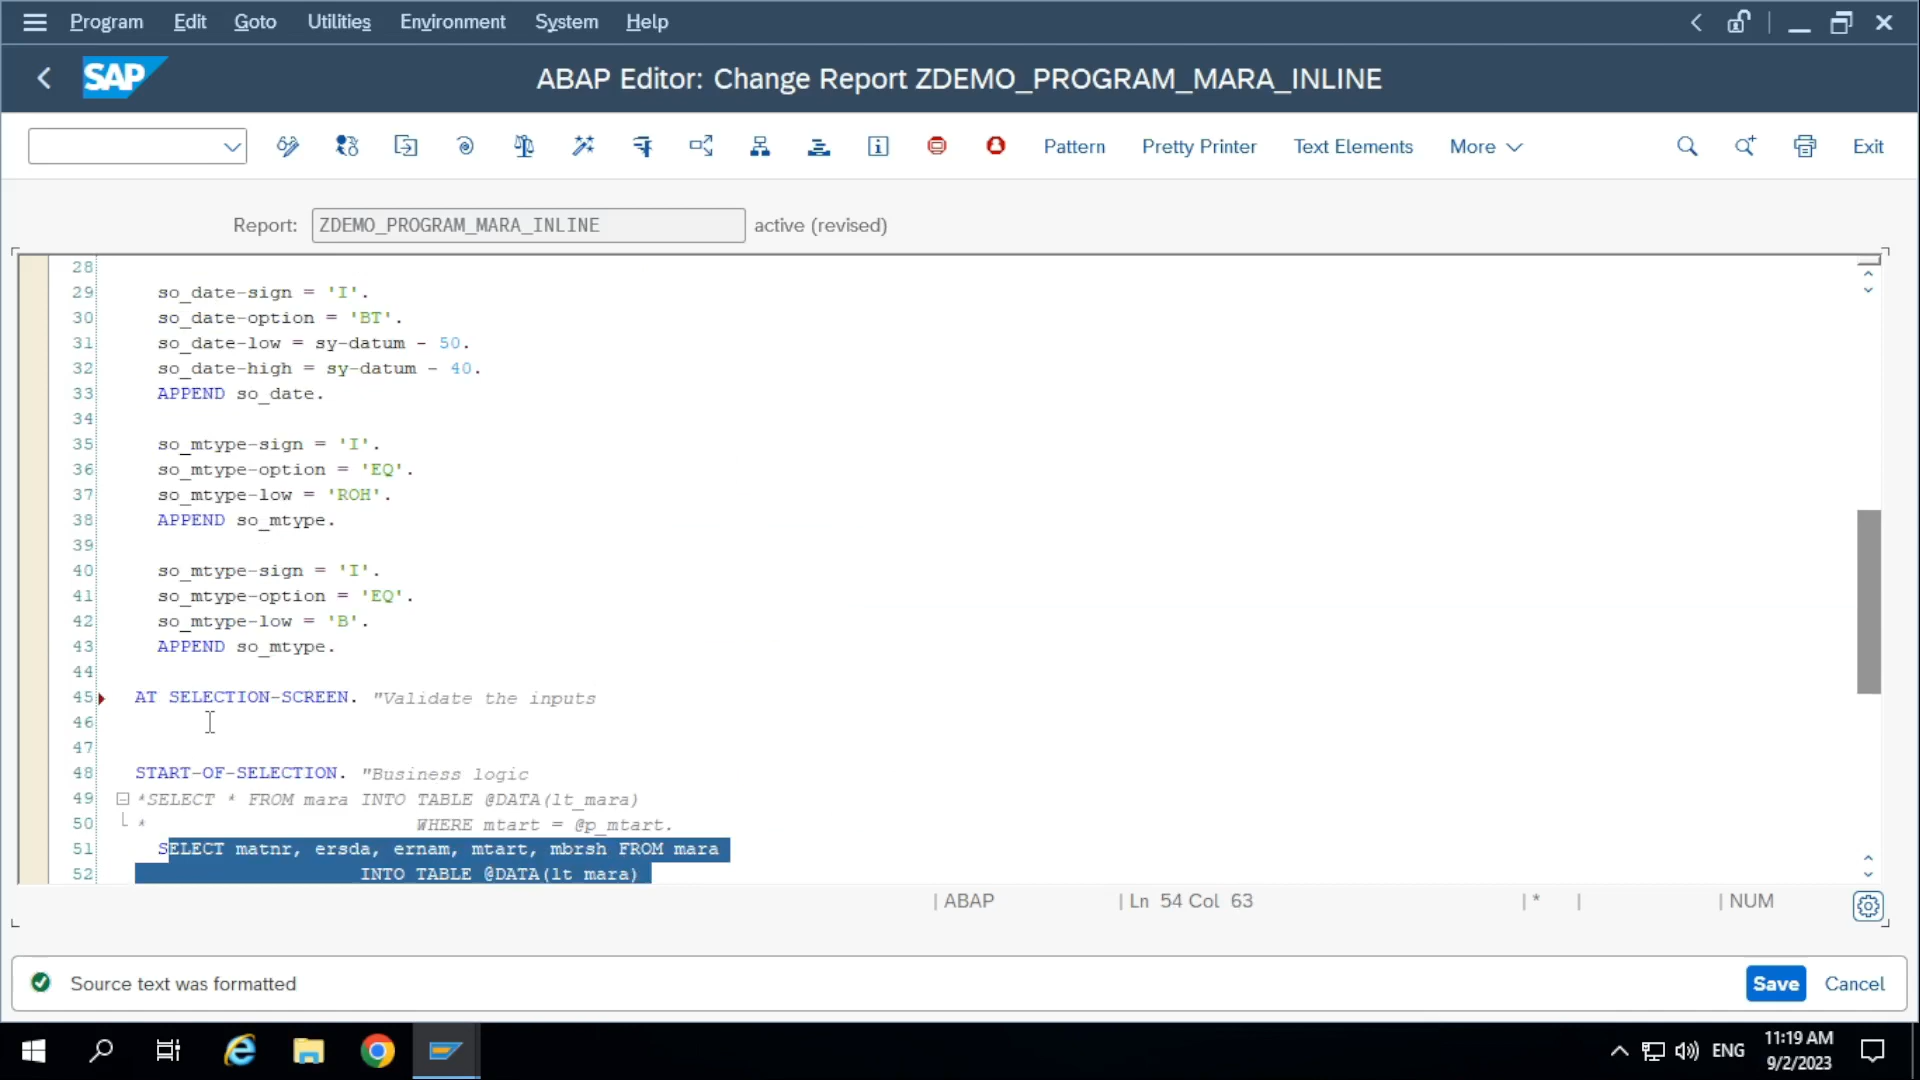 Program Edit Goto Utilities Environment System Help
SAP ABAP Editor: Change Report ZDEMO_PROGRAM_MARA_INLINE
Pattern Pretty Printer Text Elements More Exit
Report: ZDEMO_PROGRAM_MARA_INLINE active (revised)
28
29 so_date-sign = 'I'.
30 so_date-option = 'BT'.
31 so_date-low = sy-datum - 50.
32 so_date-high = sy-datum - 40.
33 APPEND so_date.
34
35 so_mtype-sign = 'I'.
36 so_mtype-option = 'EQ'.
37 so_mtype-low = 'ROH'.
38 APPEND so_mtype.
39
40 so_mtype-sign = 'I'.
41 so_mtype-option = 'EQ'.
42 so_mtype-low = 'B'.
43 APPEND so_mtype.
44
45 AT SELECTION-SCREEN. "Validate the inputs
46
47
48 START-OF-SELECTION. "Business logic
49 *SELECT * FROM mara INTO TABLE @DATA(lt_mara)
50 * WHERE mtart = @p_mtart.
51 SELECT matnr, ersda, ernam, mtart, mbrsh FROM mara
52 INTO TABLE @DATA(lt_mara)
| ABAP | Ln 54 Col 63 | * | | NUM
Source text was formatted Save Cancel
ENG 11:19 AM
9/2/2023